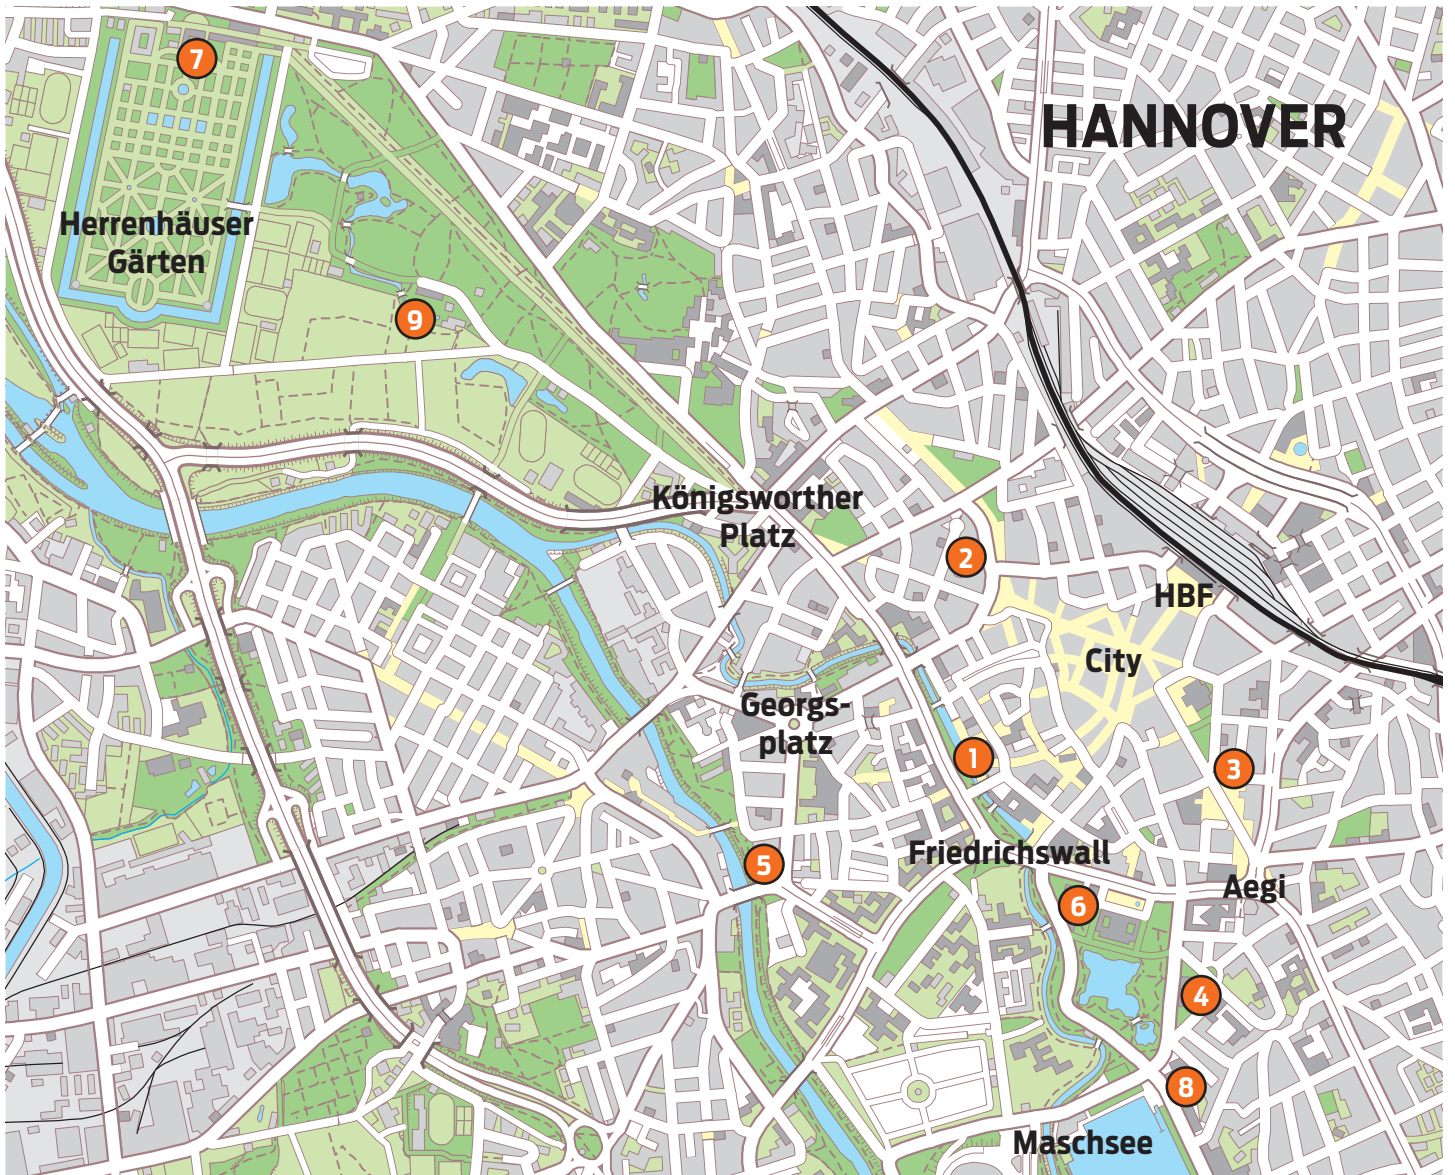 7
HANNOVER
Herrenhäuser
Gärten
9
Königsworther
Platz
2
HBF
City
Georgs-
platz
1
3
Friedrichswall
5
Aegi
6
4
8
Maschsee